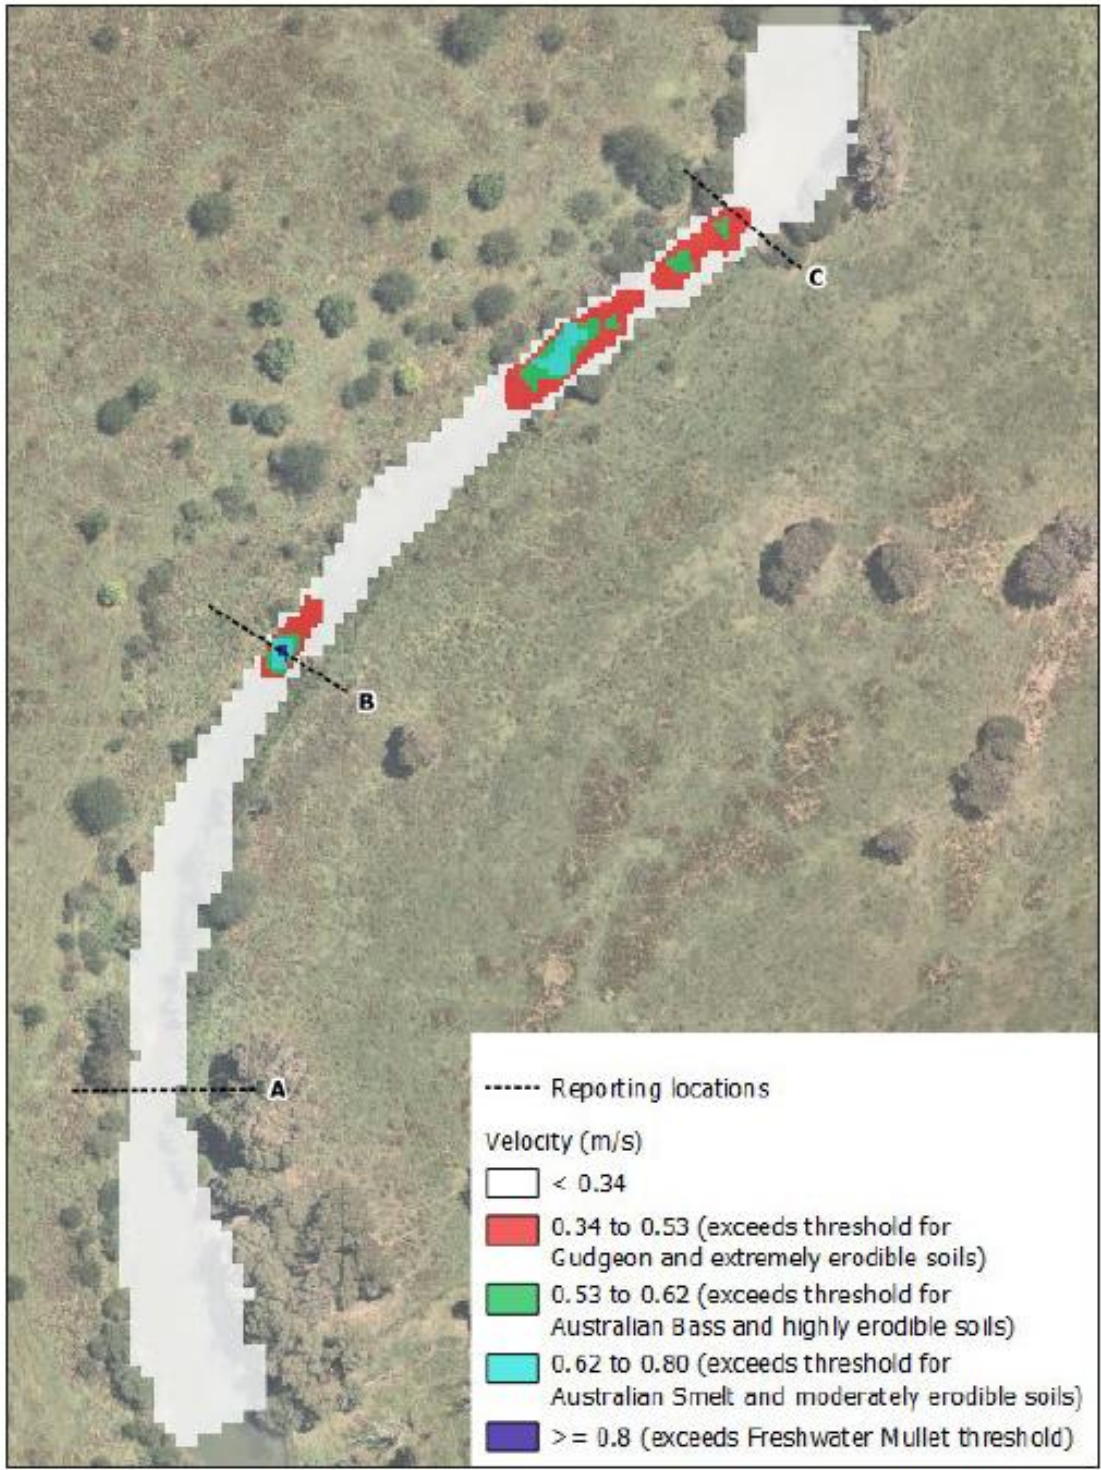 C
B
A
Reporting locations
Velocity (m/s)
< 0.34
0.34 to 0.53 (exceeds threshold for
Gudgeon and extremely erodible soils)
0.53 to 0.62 (exceeds threshold for
Australian Bass and highly erodible soils)
0.62 to 0.80 (exceeds threshold for
Australian Smelt and moderately erodible soils)
>= 0.8 (exceeds Freshwater Mullet threshold)